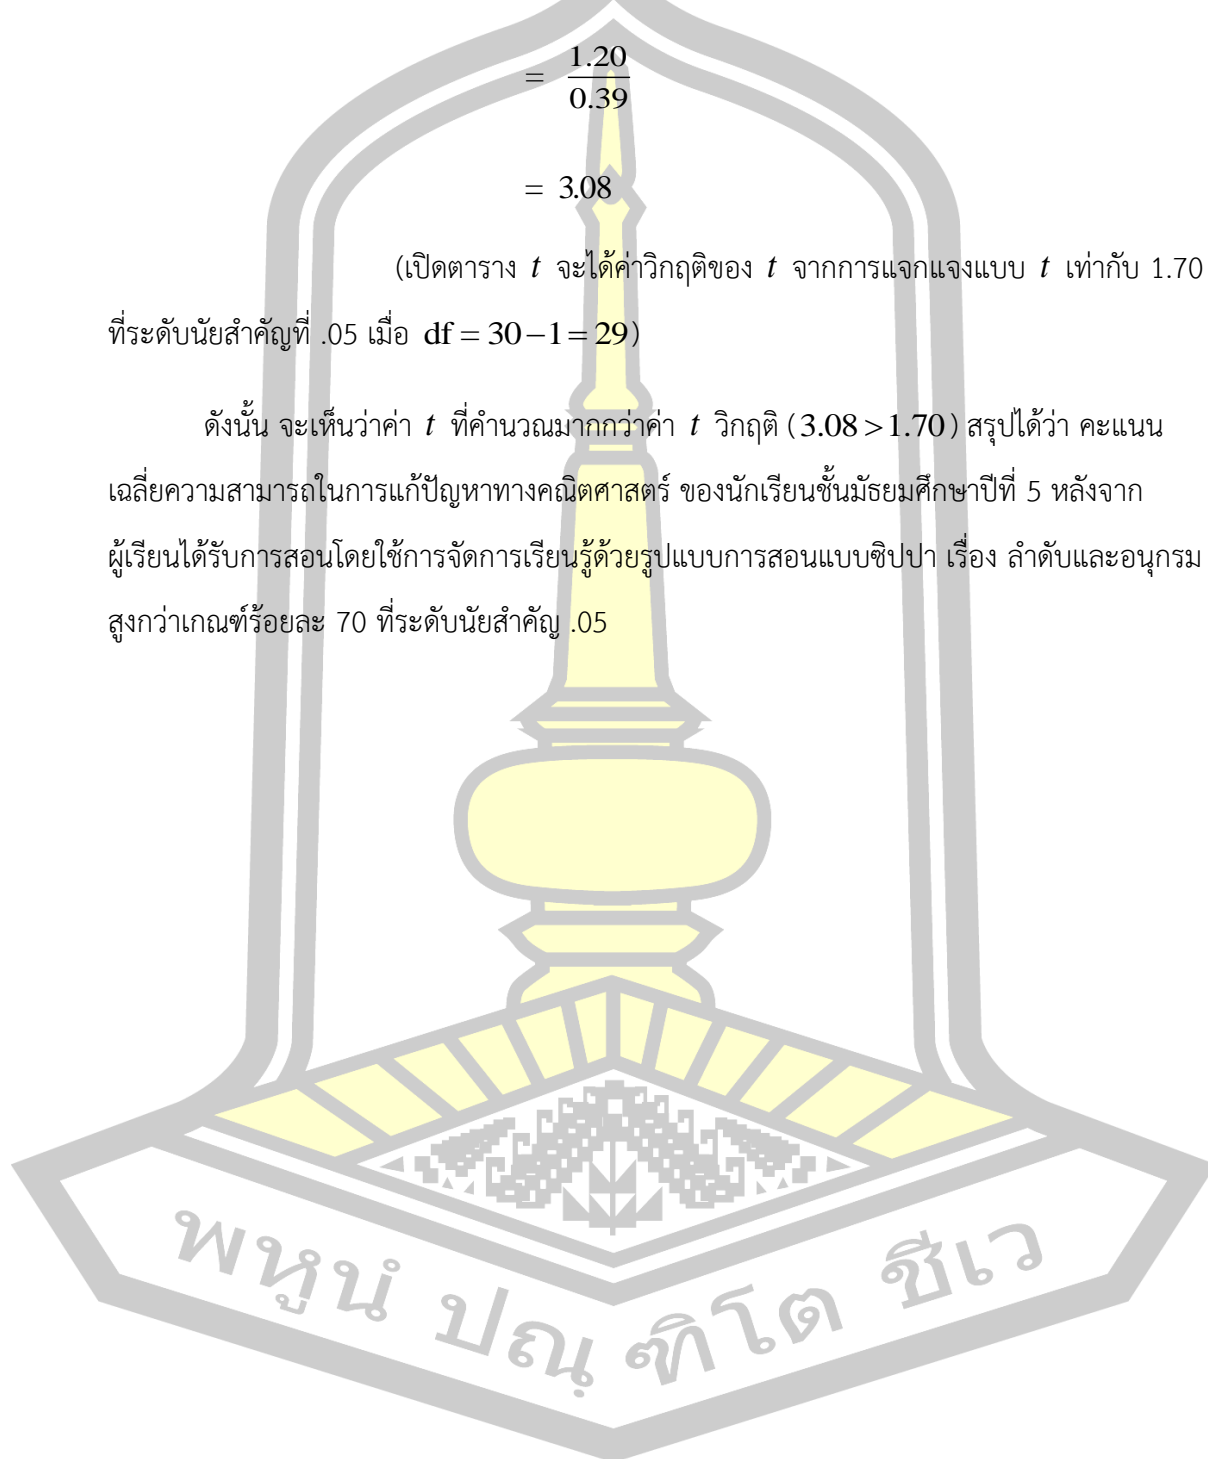 = 1.20
0.39
= 3.08
(เปิดตาราง t จะได้ค่าวิกฤติของ t จากการแจกแจงแบบ t เท่ากับ 1.70
ที่ระดับนัยสำคัญที่ .05 เมื่อ df = 30−1 = 29)
ดังนั้น จะเห็นว่าค่า t ที่คำนวณมากกว่าค่า t วิกฤติ (3.08 > 1.70) สรุปได้ว่า คะแนน
เฉลี่ยความสามารถในการแก้ปัญหาทางคณิตศาสตร์ ของนักเรียนชั้นมัธยมศึกษาปีที่ 5 หลังจาก
ผู้เรียนได้รับการสอนโดยใช้การจัดการเรียนรู้ด้วยรูปแบบการสอนแบบซิปปา เรื่อง ลำดับและอนุกรม
สูงกว่าเกณฑ์ร้อยละ 70 ที่ระดับนัยสำคัญ .05
พหูนํ ปณฺฑิโต ชีเว